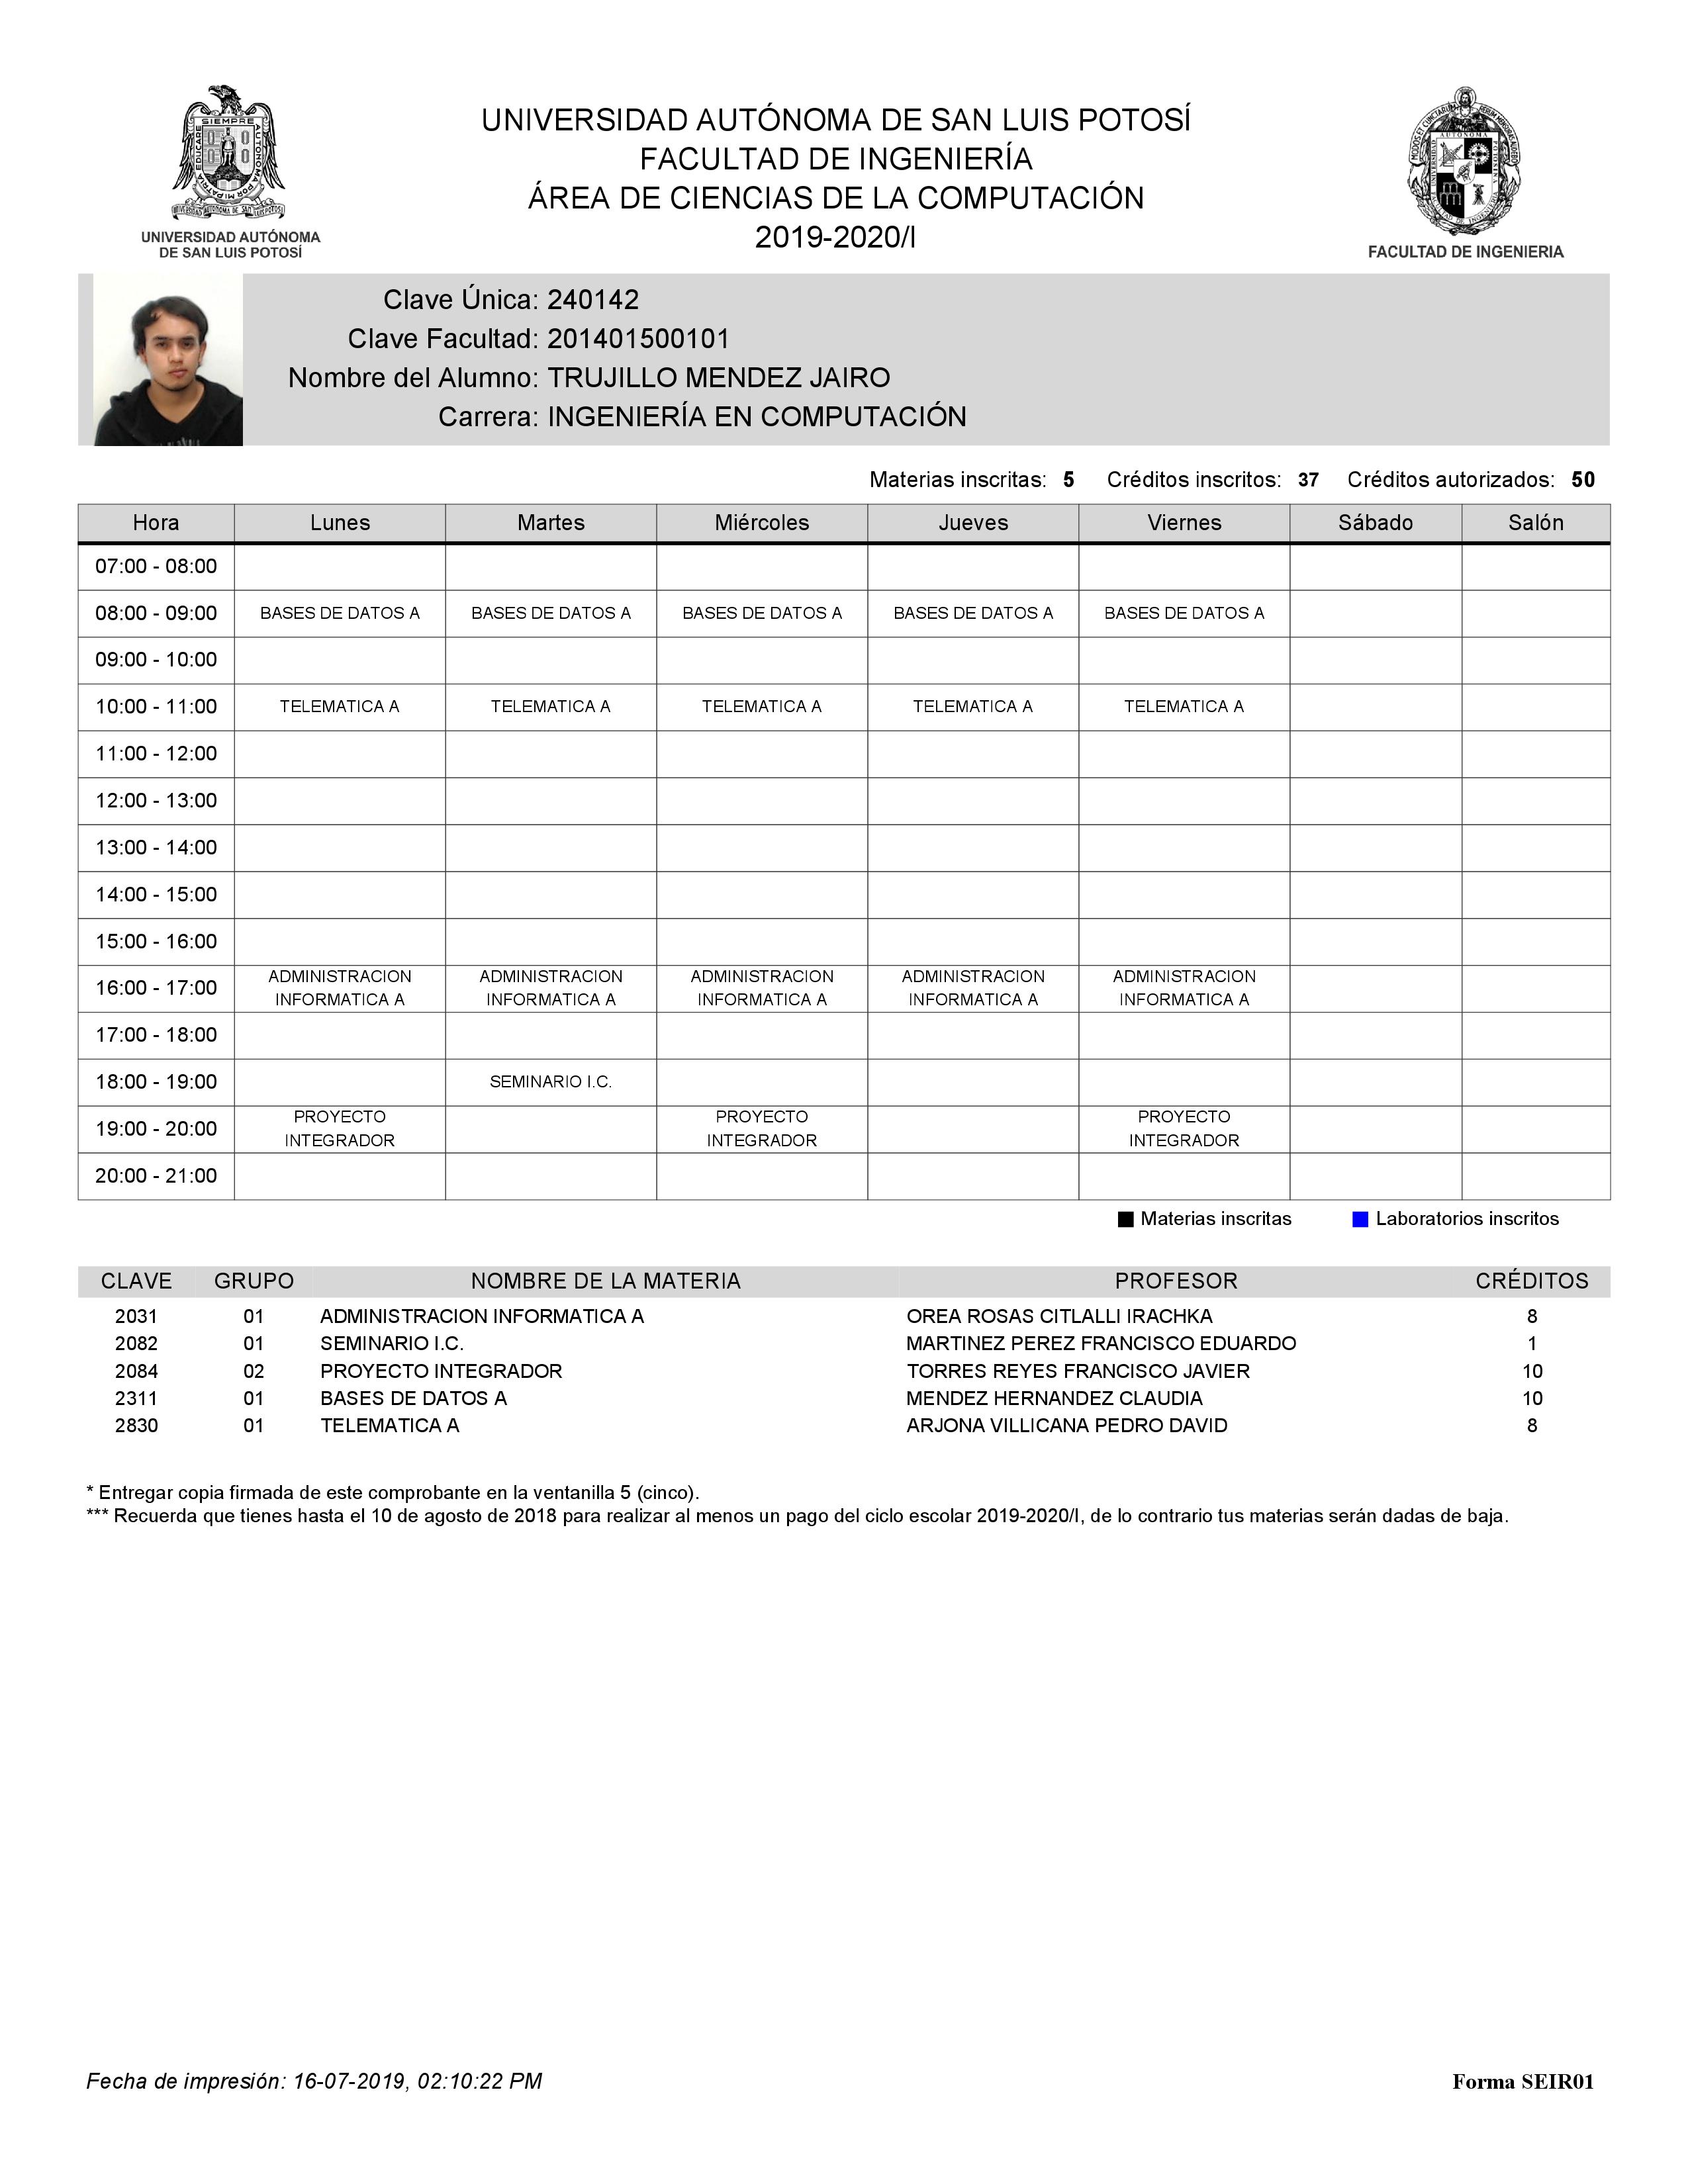 UNIVERSIDAD AUTÓNOMA DE SAN LUIS POTOSÍ
FACULTAD DE INGENIERÍA
ÁREA DE CIENCIAS DE LA COMPUTACIÓN
2019-2020/I
SIEMPRE AUTONOMA POR MI PATRIA EDUCARE
UNIVERSIDAD AUTÓNOMA
DE SAN LUIS POTOSÍ
FACULTAD DE INGENIERIA
Clave Única: 240142
Clave Facultad: 201401500101
Nombre del Alumno: TRUJILLO MENDEZ JAIRO
Carrera: INGENIERÍA EN COMPUTACIÓN
Materias inscritas: 5 Créditos inscritos: 37 Créditos autorizados: 50
Hora Lunes Martes Miércoles Jueves Viernes Sábado Salón
07:00 - 08:00
08:00 - 09:00 BASES DE DATOS A BASES DE DATOS A BASES DE DATOS A BASES DE DATOS A BASES DE DATOS A
09:00 - 10:00
10:00 - 11:00 TELEMATICA A TELEMATICA A TELEMATICA A TELEMATICA A TELEMATICA A
11:00 - 12:00
12:00 - 13:00
13:00 - 14:00
14:00 - 15:00
15:00 - 16:00
16:00 - 17:00 ADMINISTRACION INFORMATICA A ADMINISTRACION INFORMATICA A ADMINISTRACION INFORMATICA A ADMINISTRACION INFORMATICA A ADMINISTRACION INFORMATICA A
17:00 - 18:00
18:00 - 19:00 SEMINARIO I.C.
19:00 - 20:00 PROYECTO INTEGRADOR PROYECTO INTEGRADOR PROYECTO INTEGRADOR
20:00 - 21:00
Materias inscritas Laboratorios inscritos
CLAVE GRUPO NOMBRE DE LA MATERIA PROFESOR CRÉDITOS
2031 01 ADMINISTRACION INFORMATICA A OREA ROSAS CITLALLI IRACHKA 8
2082 01 SEMINARIO I.C. MARTINEZ PEREZ FRANCISCO EDUARDO 1
2084 02 PROYECTO INTEGRADOR TORRES REYES FRANCISCO JAVIER 10
2311 01 BASES DE DATOS A MENDEZ HERNANDEZ CLAUDIA 10
2830 01 TELEMATICA A ARJONA VILLICANA PEDRO DAVID 8
* Entregar copia firmada de este comprobante en la ventanilla 5 (cinco).
*** Recuerda que tienes hasta el 10 de agosto de 2018 para realizar al menos un pago del ciclo escolar 2019-2020/I, de lo contrario tus materias serán dadas de baja.
Fecha de impresión: 16-07-2019, 02:10:22 PM
Forma SEIR01